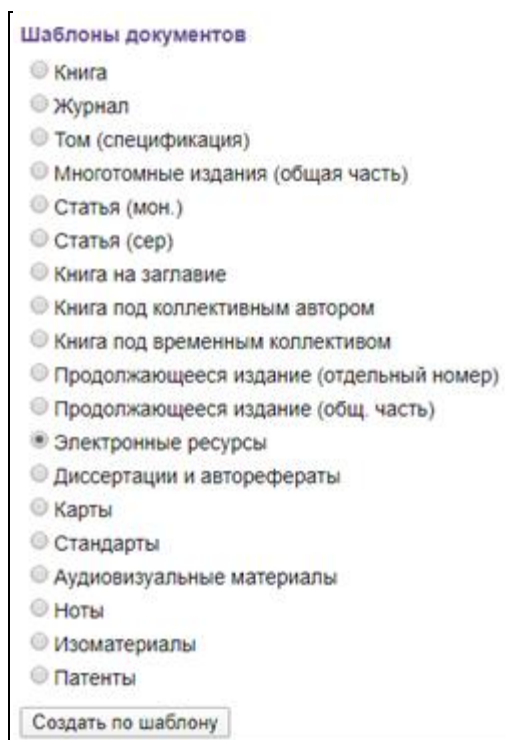 Шаблоны документов
Книга
Журнал
Том (спецификация)
Многотомные издания (общая часть)
Статья (мон.)
Статья (сер)
Книга на заглавие
Книга под коллективным автором
Книга под временным коллективом
Продолжающееся издание (отдельный номер)
Продолжающееся издание (общ. часть)
Электронные ресурсы
Диссертации и авторефераты
Карты
Стандарты
Аудиовизуальные материалы
Ноты
Изоматериалы
Патенты
Создать по шаблону